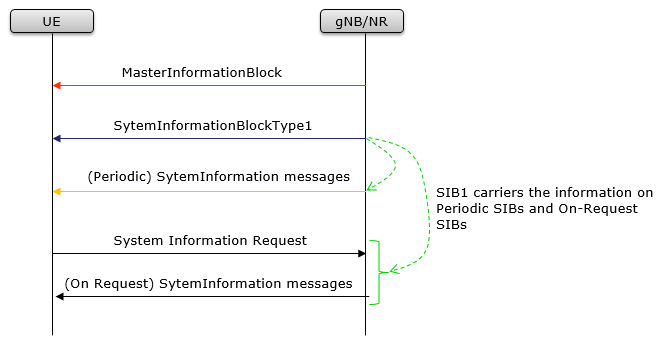 UE
gNB/NR
MasterInformationBlock
SytemInformationBlockType1
(Periodic) SytemInformation messages
SIB1 carriers the information on
Periodic SIBs and On-Request
SIBs
System Information Request
(On Request) SytemInformation messages